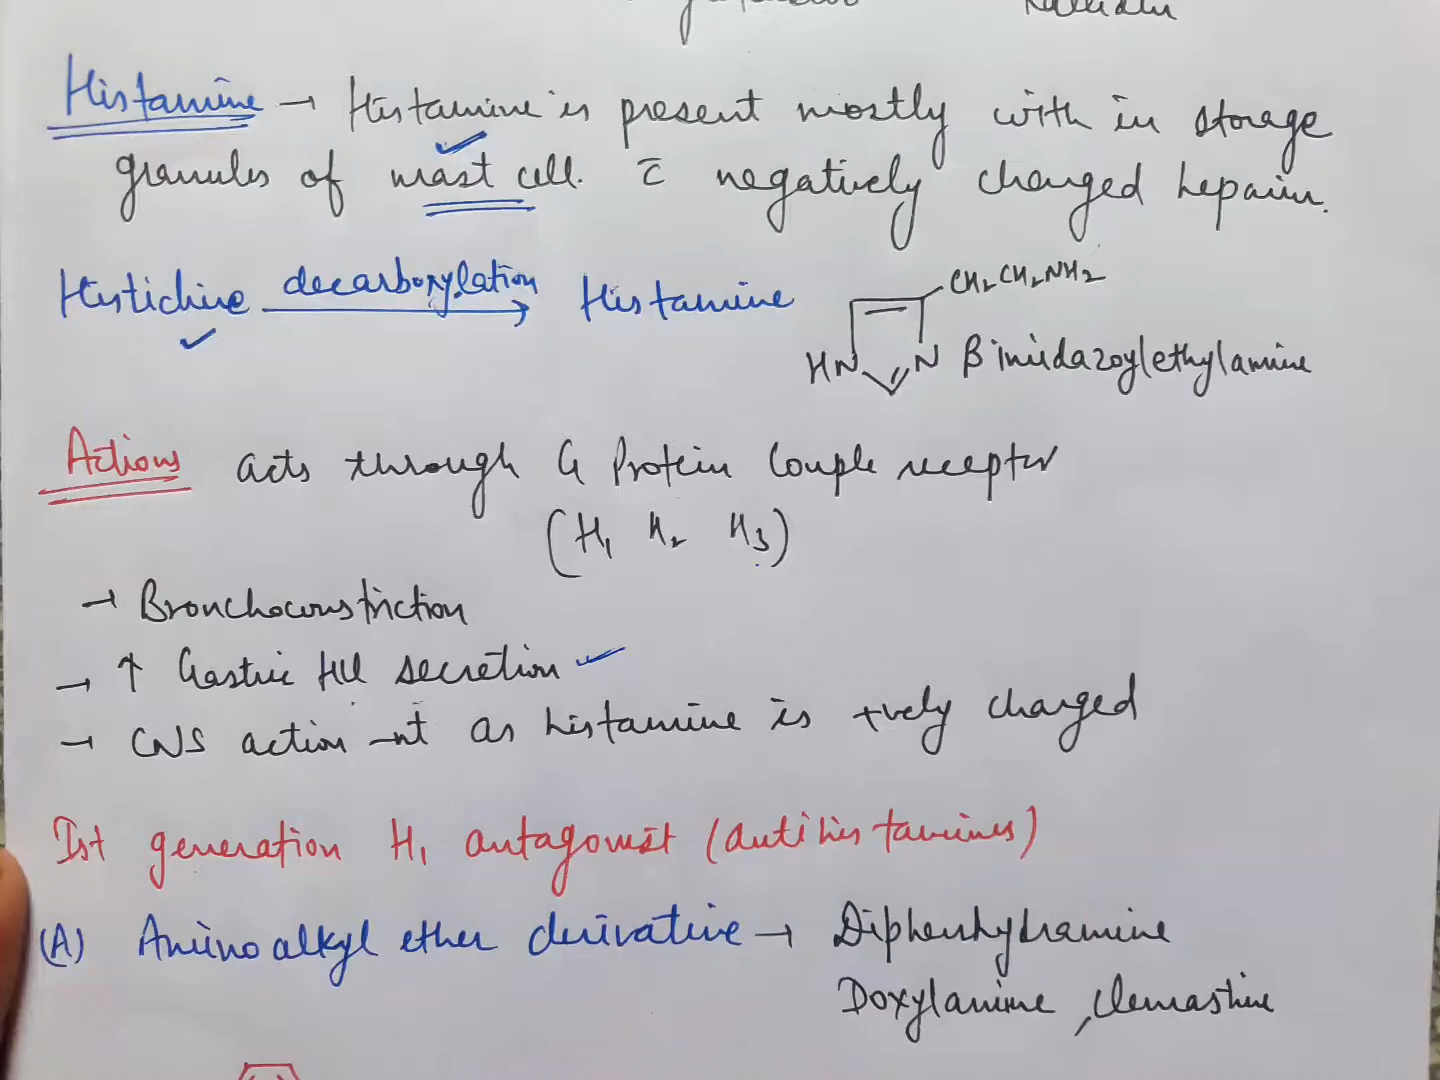 Histamine → Histamine is present mostly with in storage
granules of mast cell. c̄ negatively charged heparin.
Histidine decarboxylation → Histamine
CH₂CH₂NH₂
HN N β imidazoylethylamine
Actions acts through G Protein Couple receptor
(H₁ H₂ H₃)
→ Bronchoconstriction
→ ↑ Gastric HCl secretion
→ CNS action -nt as histamine is +vely charged
Ist generation H₁ antagonist (antihistamines)
(A) Amino alkyl ether derivative → Diphenhydramine
Doxylamine, Clemastine